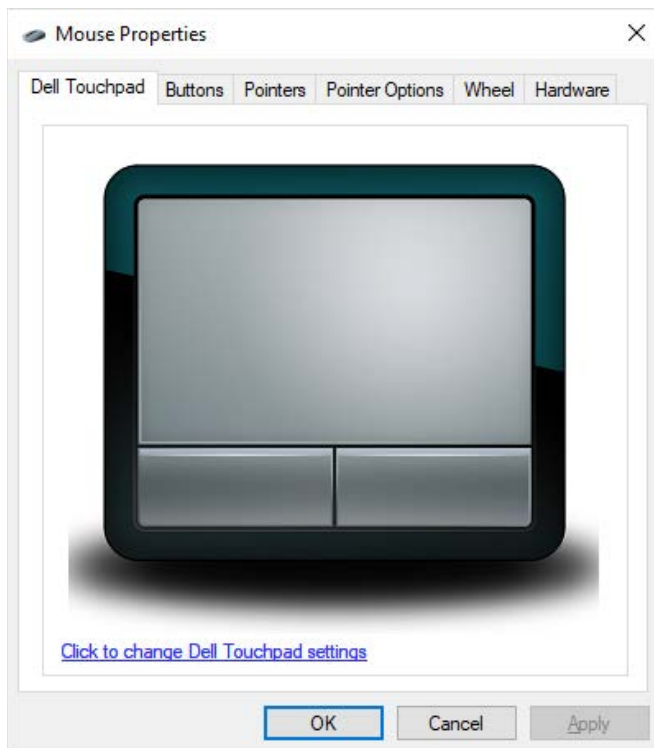 Mouse Properties
Dell Touchpad Buttons Pointers Pointer Options Wheel Hardware
Click to change Dell Touchpad settings
OK Cancel Apply